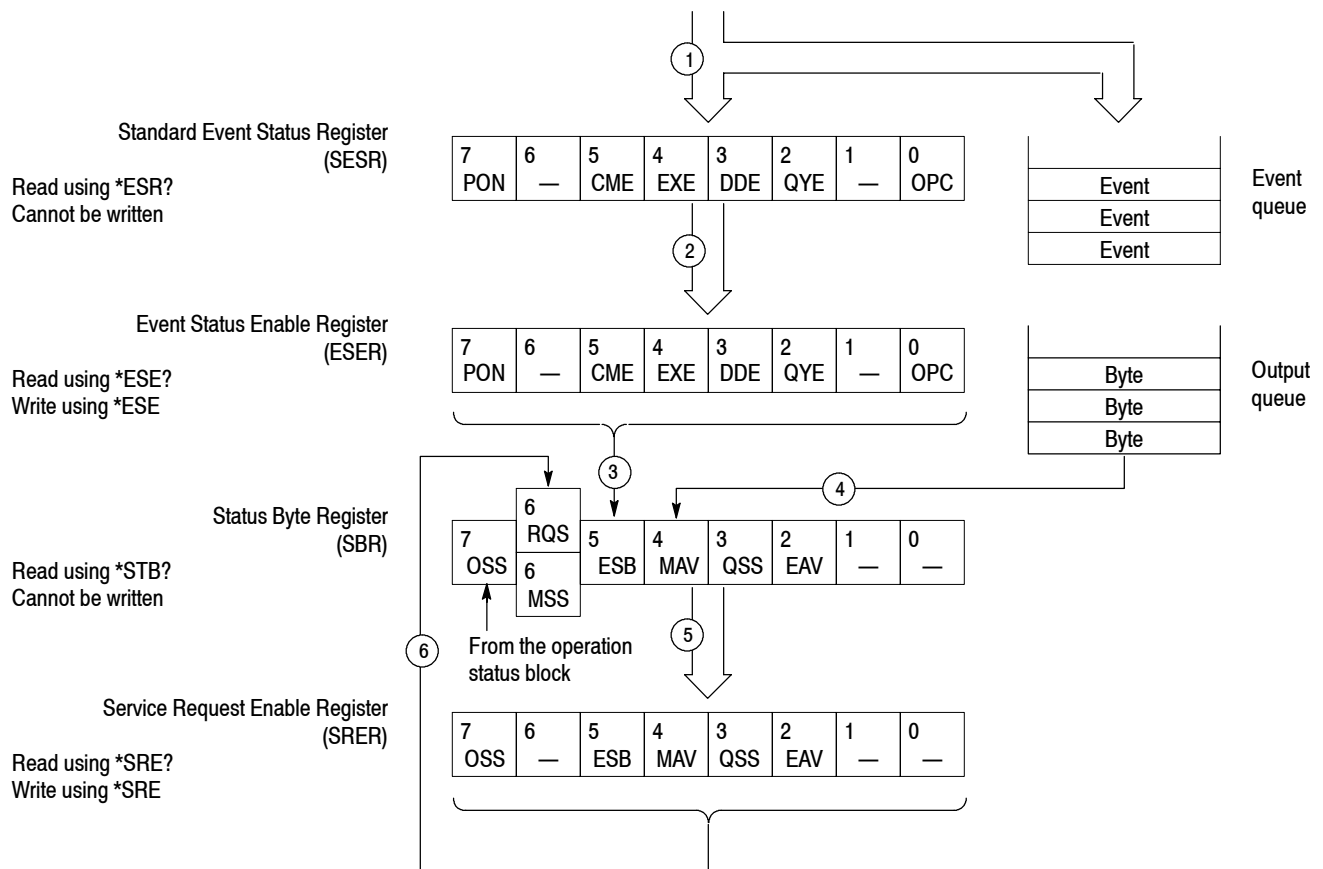 1
Standard Event Status Register
(SESR)
Read using *ESR?
Cannot be written
7 6 5 4 3 2 1 0
PON — CME EXE DDE QYE — OPC
Event
Event
Event
Event
queue
2
Event Status Enable Register
(ESER)
Read using *ESE?
Write using *ESE
7 6 5 4 3 2 1 0
PON — CME EXE DDE QYE — OPC
Byte
Byte
Byte
Output
queue
3
4
Status Byte Register
(SBR)
Read using *STB?
Cannot be written
6
RQS
7 5 4 3 2 1 0
OSS ESB MAV QSS EAV — —
6
MSS
From the operation
status block
5
6
Service Request Enable Register
(SRER)
Read using *SRE?
Write using *SRE
7 6 5 4 3 2 1 0
OSS — ESB MAV QSS EAV — —